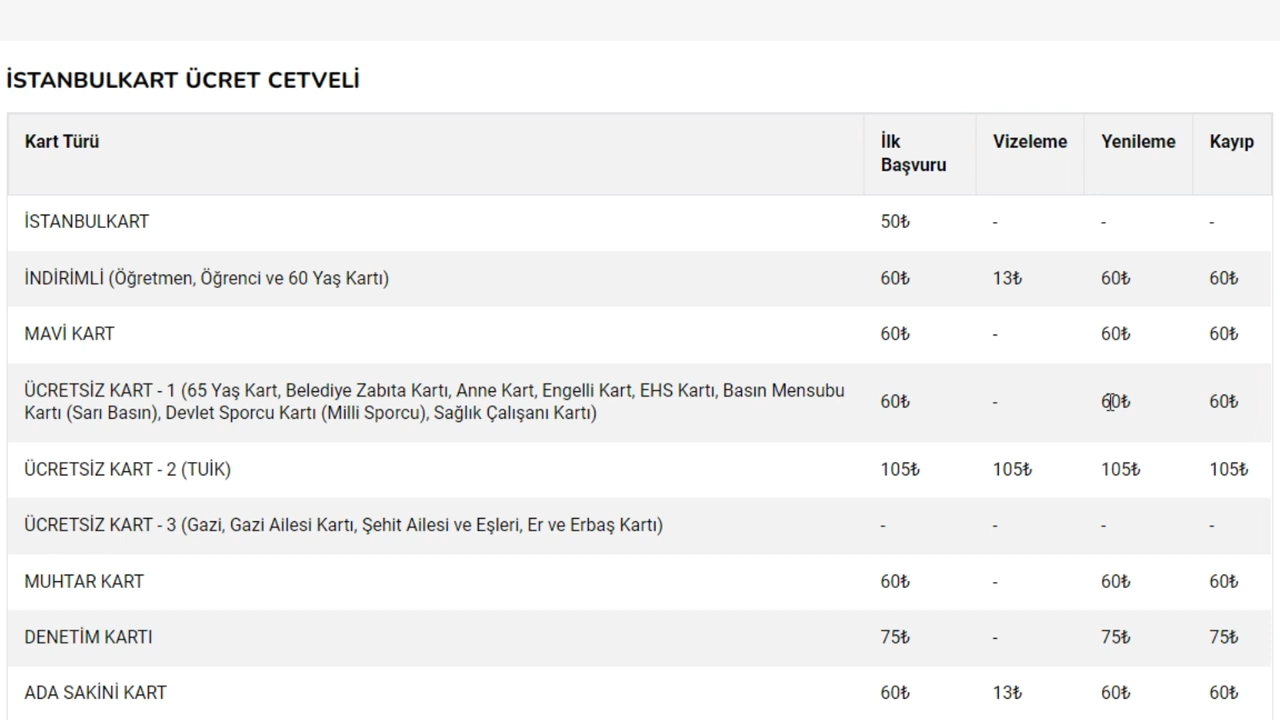 İSTANBULKART ÜCRET CETVELİ
Kart Türü İlk Başvuru Vizeleme Yenileme Kayıp
İSTANBULKART 50₺ - - -
İNDİRİMLİ (Öğretmen, Öğrenci ve 60 Yaş Kartı) 60₺ 13₺ 60₺ 60₺
MAVİ KART 60₺ - 60₺ 60₺
ÜCRETSİZ KART - 1 (65 Yaş Kart, Belediye Zabıta Kartı, Anne Kart, Engelli Kart, EHS Kartı, Basın Mensubu
Kartı (Sarı Basın), Devlet Sporcu Kartı (Milli Sporcu), Sağlık Çalışanı Kartı) 60₺ - 60₺ 60₺
ÜCRETSİZ KART - 2 (TUİK) 105₺ 105₺ 105₺ 105₺
ÜCRETSİZ KART - 3 (Gazi, Gazi Ailesi Kartı, Şehit Ailesi ve Eşleri, Er ve Erbaş Kartı) - - - -
MUHTAR KART 60₺ - 60₺ 60₺
DENETİM KARTI 75₺ - 75₺ 75₺
ADA SAKİNİ KART 60₺ 13₺ 60₺ 60₺